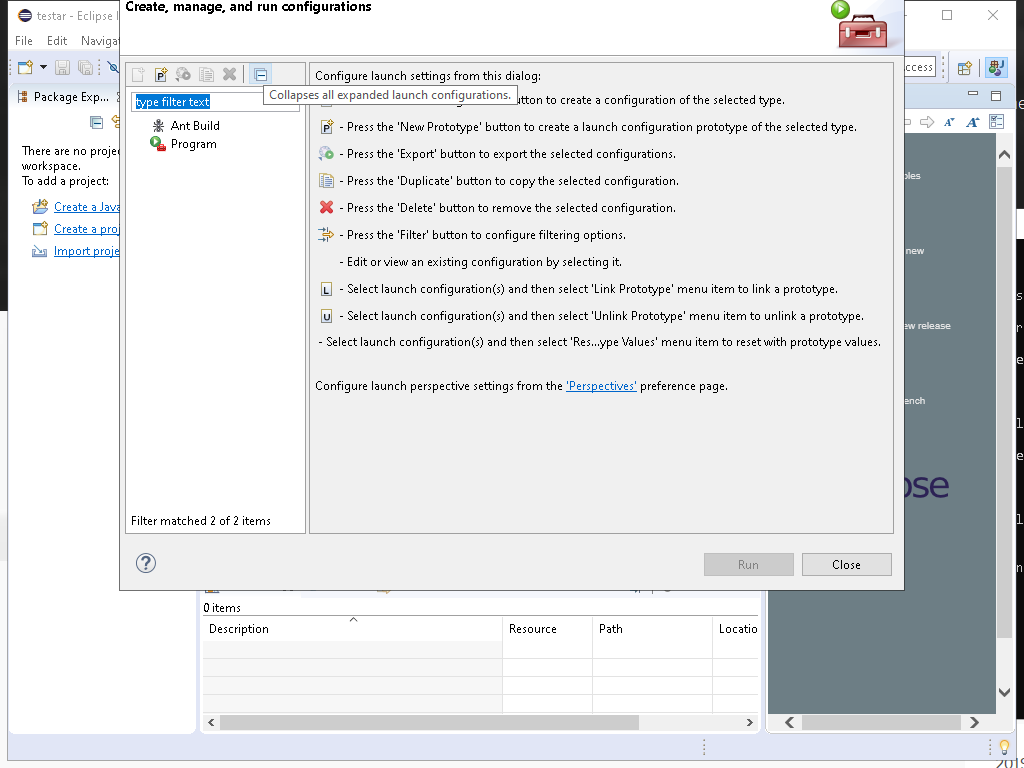 testar - Eclipse I
Create, manage, and run configurations
File Edit Navigat
Package Exp...
There are no projec
workspace.
To add a project:
Create a Java
Create a proj
Import proje
type filter text
Ant Build
Program
Filter matched 2 of 2 items
Configure launch settings from this dialog:
Collapses all expanded launch configurations.
utton to create a configuration of the selected type.
- Press the 'New Prototype' button to create a launch configuration prototype of the selected type.
- Press the 'Export' button to export the selected configurations.
- Press the 'Duplicate' button to copy the selected configuration.
- Press the 'Delete' button to remove the selected configuration.
- Press the 'Filter' button to configure filtering options.
- Edit or view an existing configuration by selecting it.
L - Select launch configuration(s) and then select 'Link Prototype' menu item to link a prototype.
U - Select launch configuration(s) and then select 'Unlink Prototype' menu item to unlink a prototype.
- Select launch configuration(s) and then select 'Res...ype Values' menu item to reset with prototype values.
Configure launch perspective settings from the 'Perspectives' preference page.
Run
Close
ccess
ples
new
ew release
ench
ose
0 items
Description Resource Path Locatio
2019